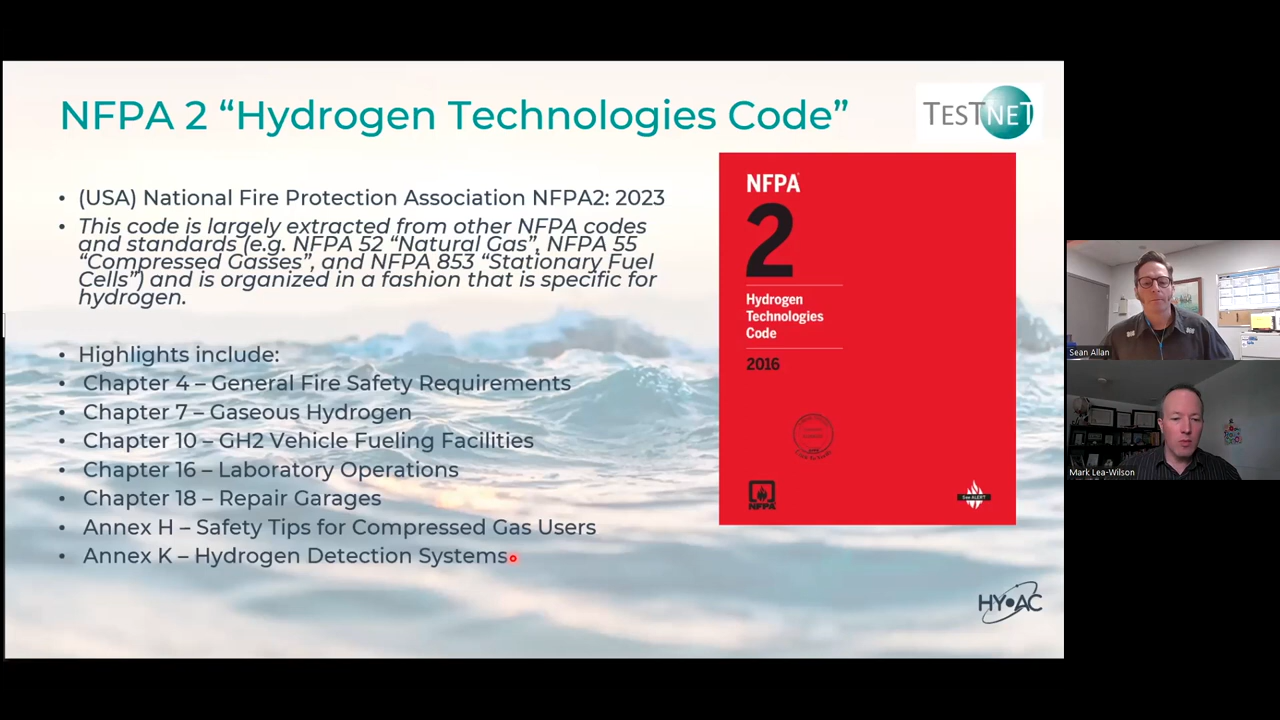 NFPA 2 “Hydrogen Technologies Code”
TESTNET
• (USA) National Fire Protection Association NFPA2: 2023
• This code is largely extracted from other NFPA codes
and standards (e.g. NFPA 52 “Natural Gas”, NFPA 55
“Compressed Gasses”, and NFPA 853 “Stationary Fuel
Cells”) and is organized in a fashion that is specific for
hydrogen.
• Highlights include:
• Chapter 4 – General Fire Safety Requirements
• Chapter 7 – Gaseous Hydrogen
• Chapter 10 – GH2 Vehicle Fueling Facilities
• Chapter 16 – Laboratory Operations
• Chapter 18 – Repair Garages
• Annex H – Safety Tips for Compressed Gas Users
• Annex K – Hydrogen Detection Systems
NFPA
2
Hydrogen
Technologies
Code
2016
NFPA
See ALERT
HY•AC
Sean Allan
Mark Lea-Wilson